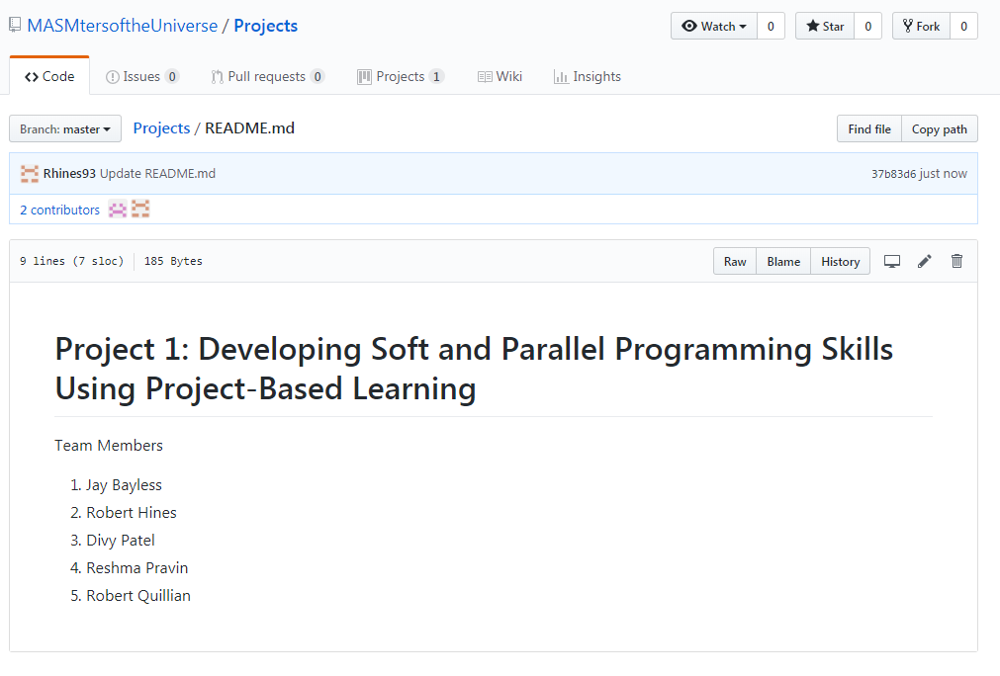 MASMtersoftheUniverse / Projects
Watch 0 Star 0 Fork 0
Code Issues 0 Pull requests 0 Projects 1 Wiki Insights
Branch: master Projects / README.md Find file Copy path
Rhines93 Update README.md 37b83d6 just now
2 contributors
9 lines (7 sloc) 185 Bytes Raw Blame History
Project 1: Developing Soft and Parallel Programming Skills
Using Project-Based Learning
Team Members
1. Jay Bayless
2. Robert Hines
3. Divy Patel
4. Reshma Pravin
5. Robert Quillian